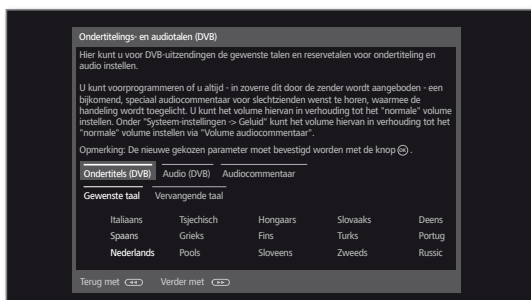 Ondertitelings- en audiotalen (DVB)
Hier kunt u voor DVB-uitzendingen de gewenste talen en reservetalen voor ondertiteling en
audio instellen.
U kunt voorprogrammeren of u altijd - in zoverre dit door de zender wordt aangeboden - een
bijkomend, speciaal audiocommentaar voor slechtzienden wenst te horen, waarmee de
handeling wordt toegelicht. U kunt het volume hiervan in verhouding tot het "normale" volume
instellen. Onder "Systeem-instellingen -> Geluid" kunt het volume hiervan in verhouding tot het
"normale" volume instellen via "Volume audiocommentaar".
Opmerking: De nieuwe gekozen parameter moet bevestigd worden met de knop OK.
Ondertitels (DVB) Audio (DVB) Audiocommentaar
Gewenste taal Vervangende taal
Italiaans Tsjechisch Hongaars Slovaaks Deens
Spaans Grieks Fins Turks Portug
Nederlands Pools Sloveens Zweeds Russic
Terug met Verder met